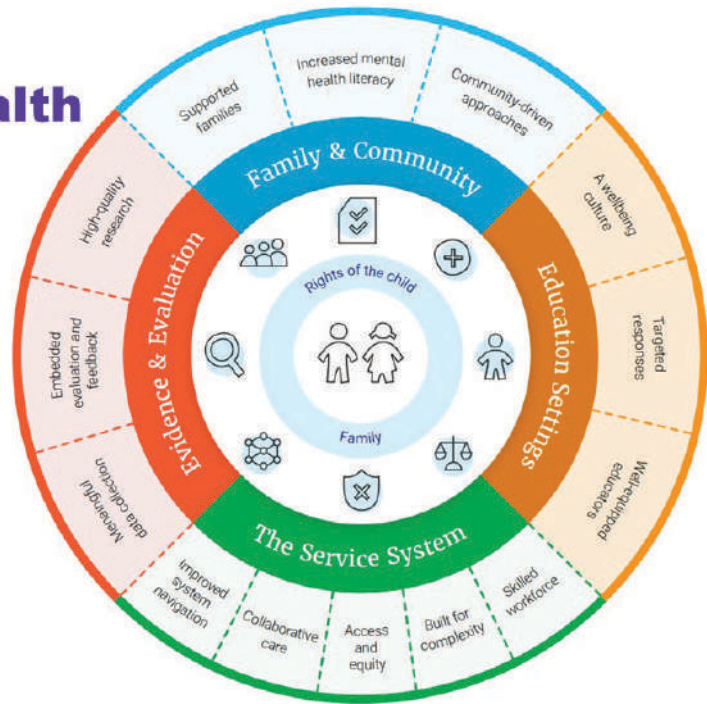 alth
Supported
families
Increased mental
health literacy
Community-driven
approaches
Family & Community
A wellbeing
culture
Targeted
responses
Well-equipped
educators
Education Settings
Skilled
workforce
Built for
complexity
Access
and
equity
Collaborative
care
Improved
system
navigation
The Service System
Meaningful
data collection
Embedded
evaluation and
feedback
High-quality
research
Evidence & Evaluation
Rights of the child
Family